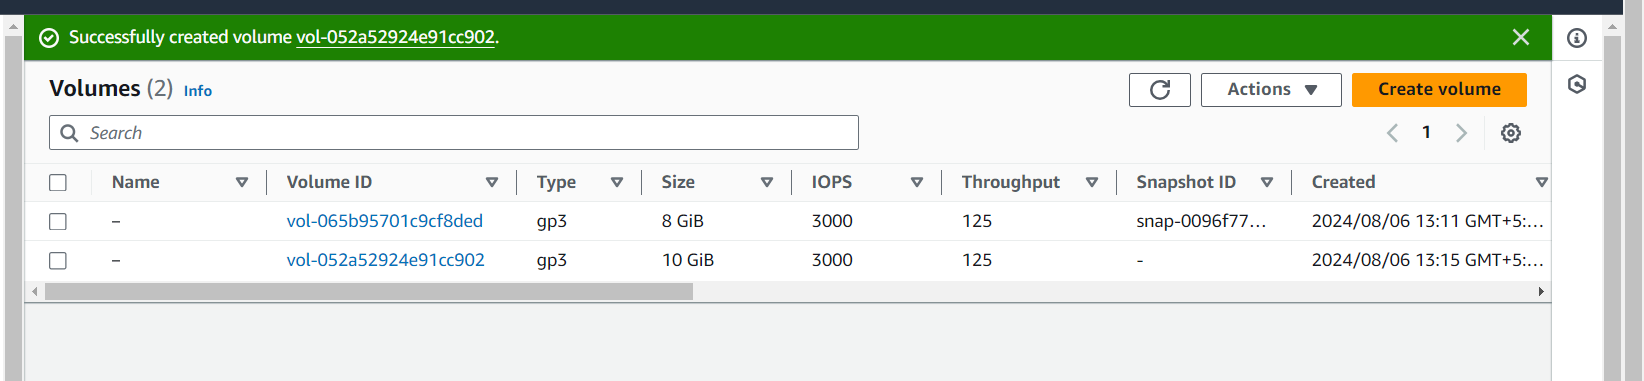 Successfully created volume vol-052a52924e91cc902.
Volumes (2) Info
Actions
Create volume
Search
1
Name Volume ID Type Size IOPS Throughput Snapshot ID Created
– vol-065b95701c9cf8ded gp3 8 GiB 3000 125 snap-0096f77... 2024/08/06 13:11 GMT+5:...
– vol-052a52924e91cc902 gp3 10 GiB 3000 125 - 2024/08/06 13:15 GMT+5:...